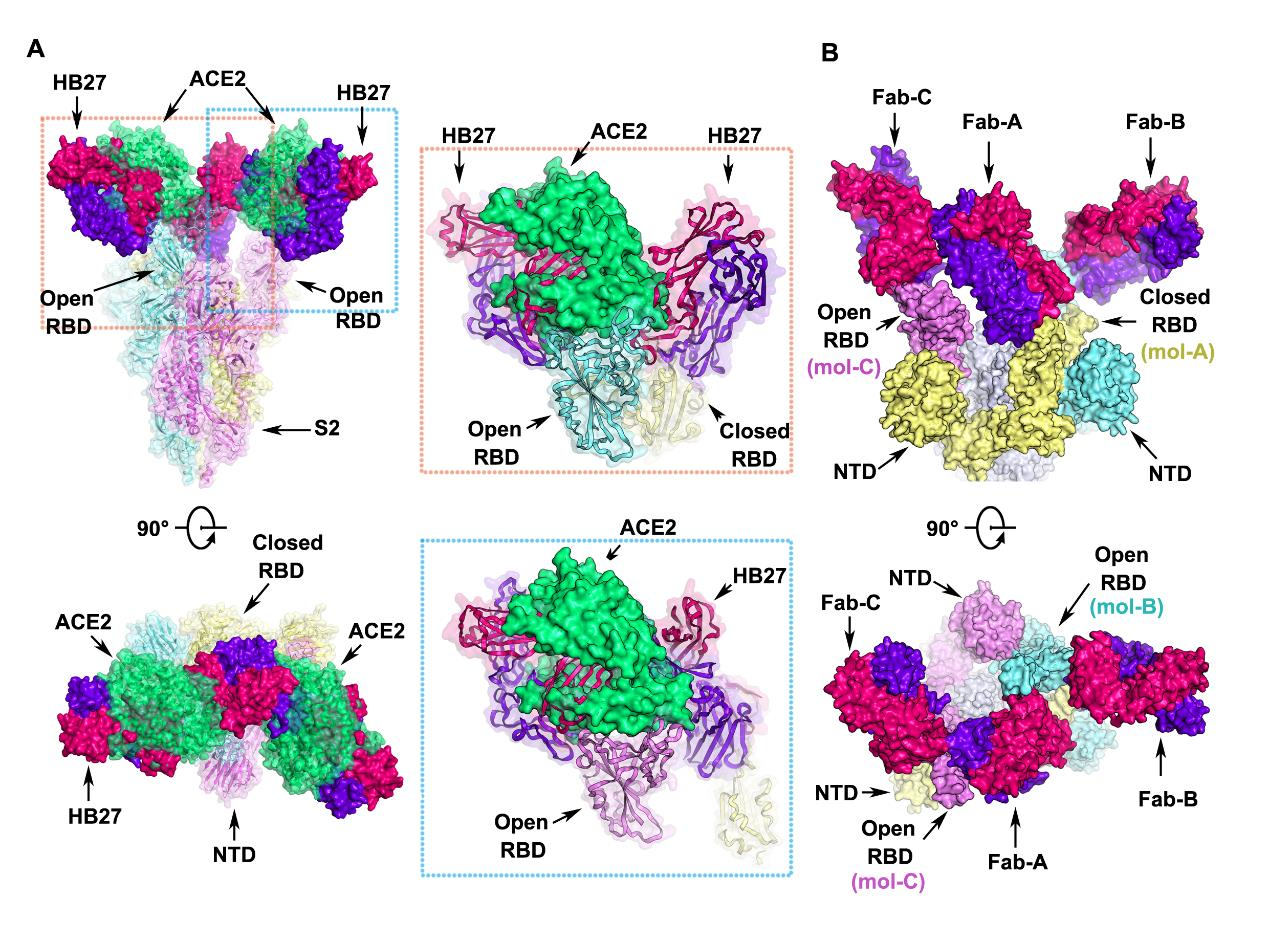 A
HB27
ACE2
HB27
Open
RBD
Open
RBD
S2
HB27
ACE2
HB27
Open
RBD
Closed
RBD
B
Fab-C
Fab-A
Fab-B
Open
RBD
(mol-C)
Closed
RBD
(mol-A)
NTD
NTD
90°
Closed
RBD
ACE2
ACE2
HB27
NTD
ACE2
HB27
Open
RBD
90°
NTD
Open
RBD
(mol-B)
Fab-C
NTD
Open
RBD
(mol-C)
Fab-A
Fab-B